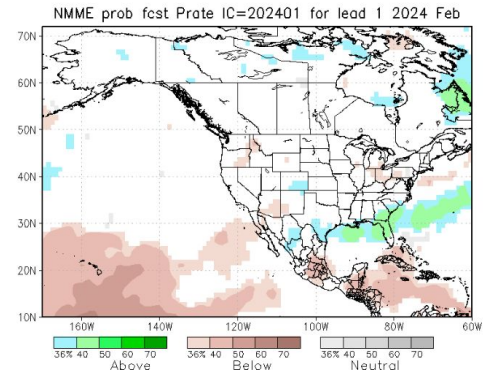 NMME prob fcst Prate IC=202401 for lead 1 2024 Feb
70N
60N
50N
40N
30N
20N
10N
160W 140W 120W 100W 80W 60W
36% 40 50 60 70 36% 40 50 60 70 36% 40 50 60 70
Above Below Neutral